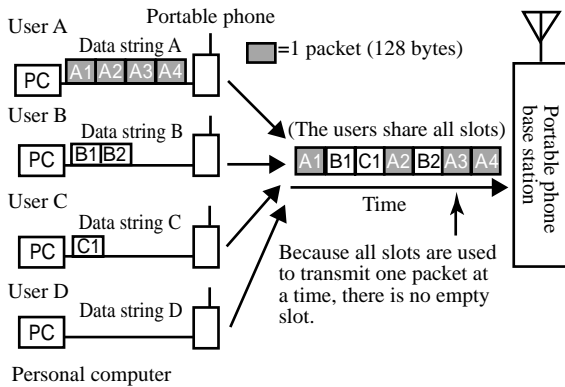 User A
Portable phone
Data string A
=1 packet (128 bytes)
PC
A1 A2 A3 A4
User B
Data string B
PC
B1 B2
(The users share all slots)
A1 B1 C1 A2 B2 A3 A4
Time
Portable phone
base station
User C
Data string C
PC
C1
Because all slots are used
to transmit one packet at
a time, there is no empty
slot.
User D
Data string D
PC
Personal computer